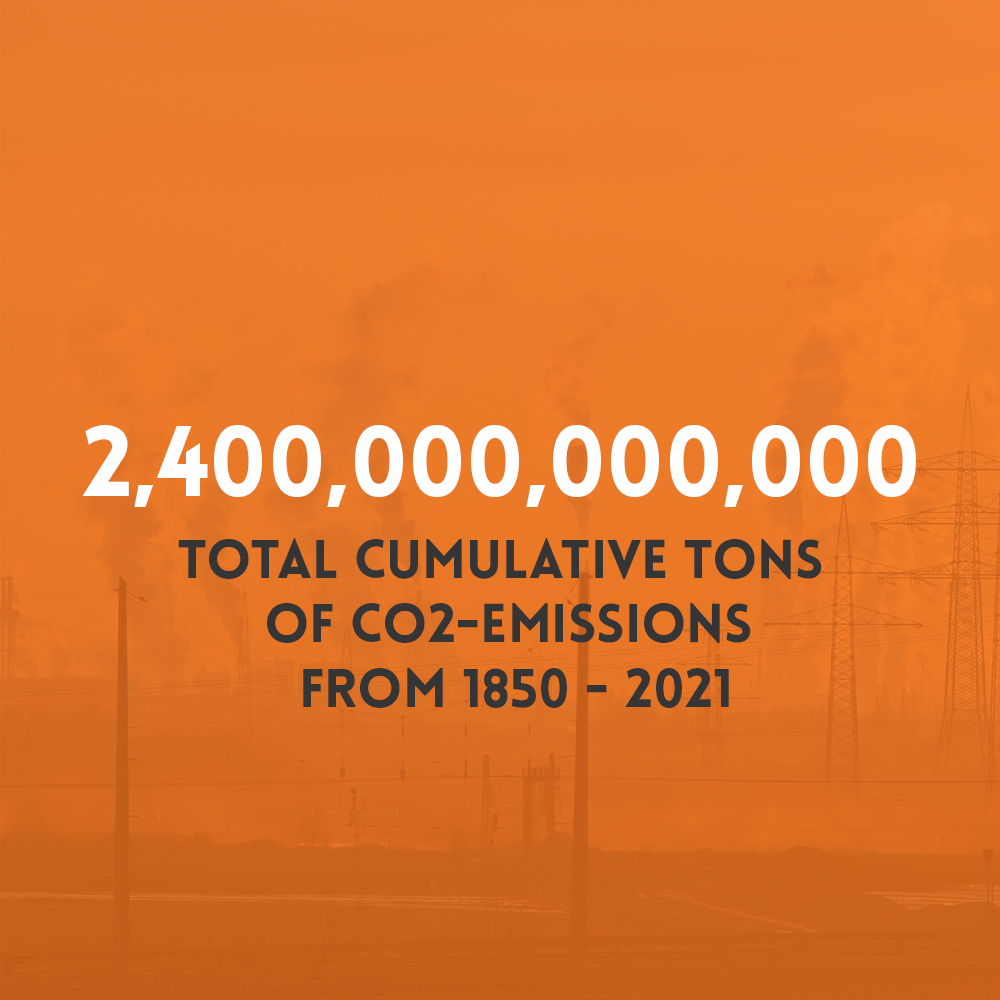 2,400,000,000,000
TOTAL CUMULATIVE TONS
OF CO2-EMISSIONS
FROM 1850 - 2021